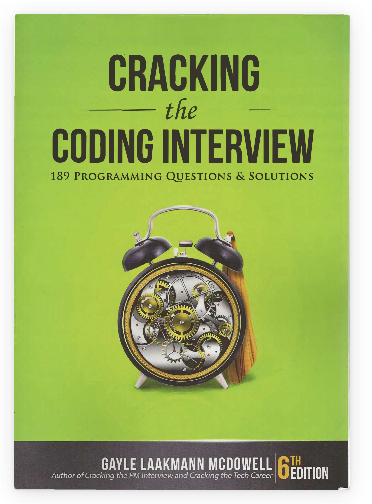 CRACKING
the
CODING INTERVIEW
189 PROGRAMMING QUESTIONS & SOLUTIONS
GAYLE LAAKMANN MCDOWELL
Author of Cracking the PM Interview and Cracking the Tech Career
6TH
EDITION